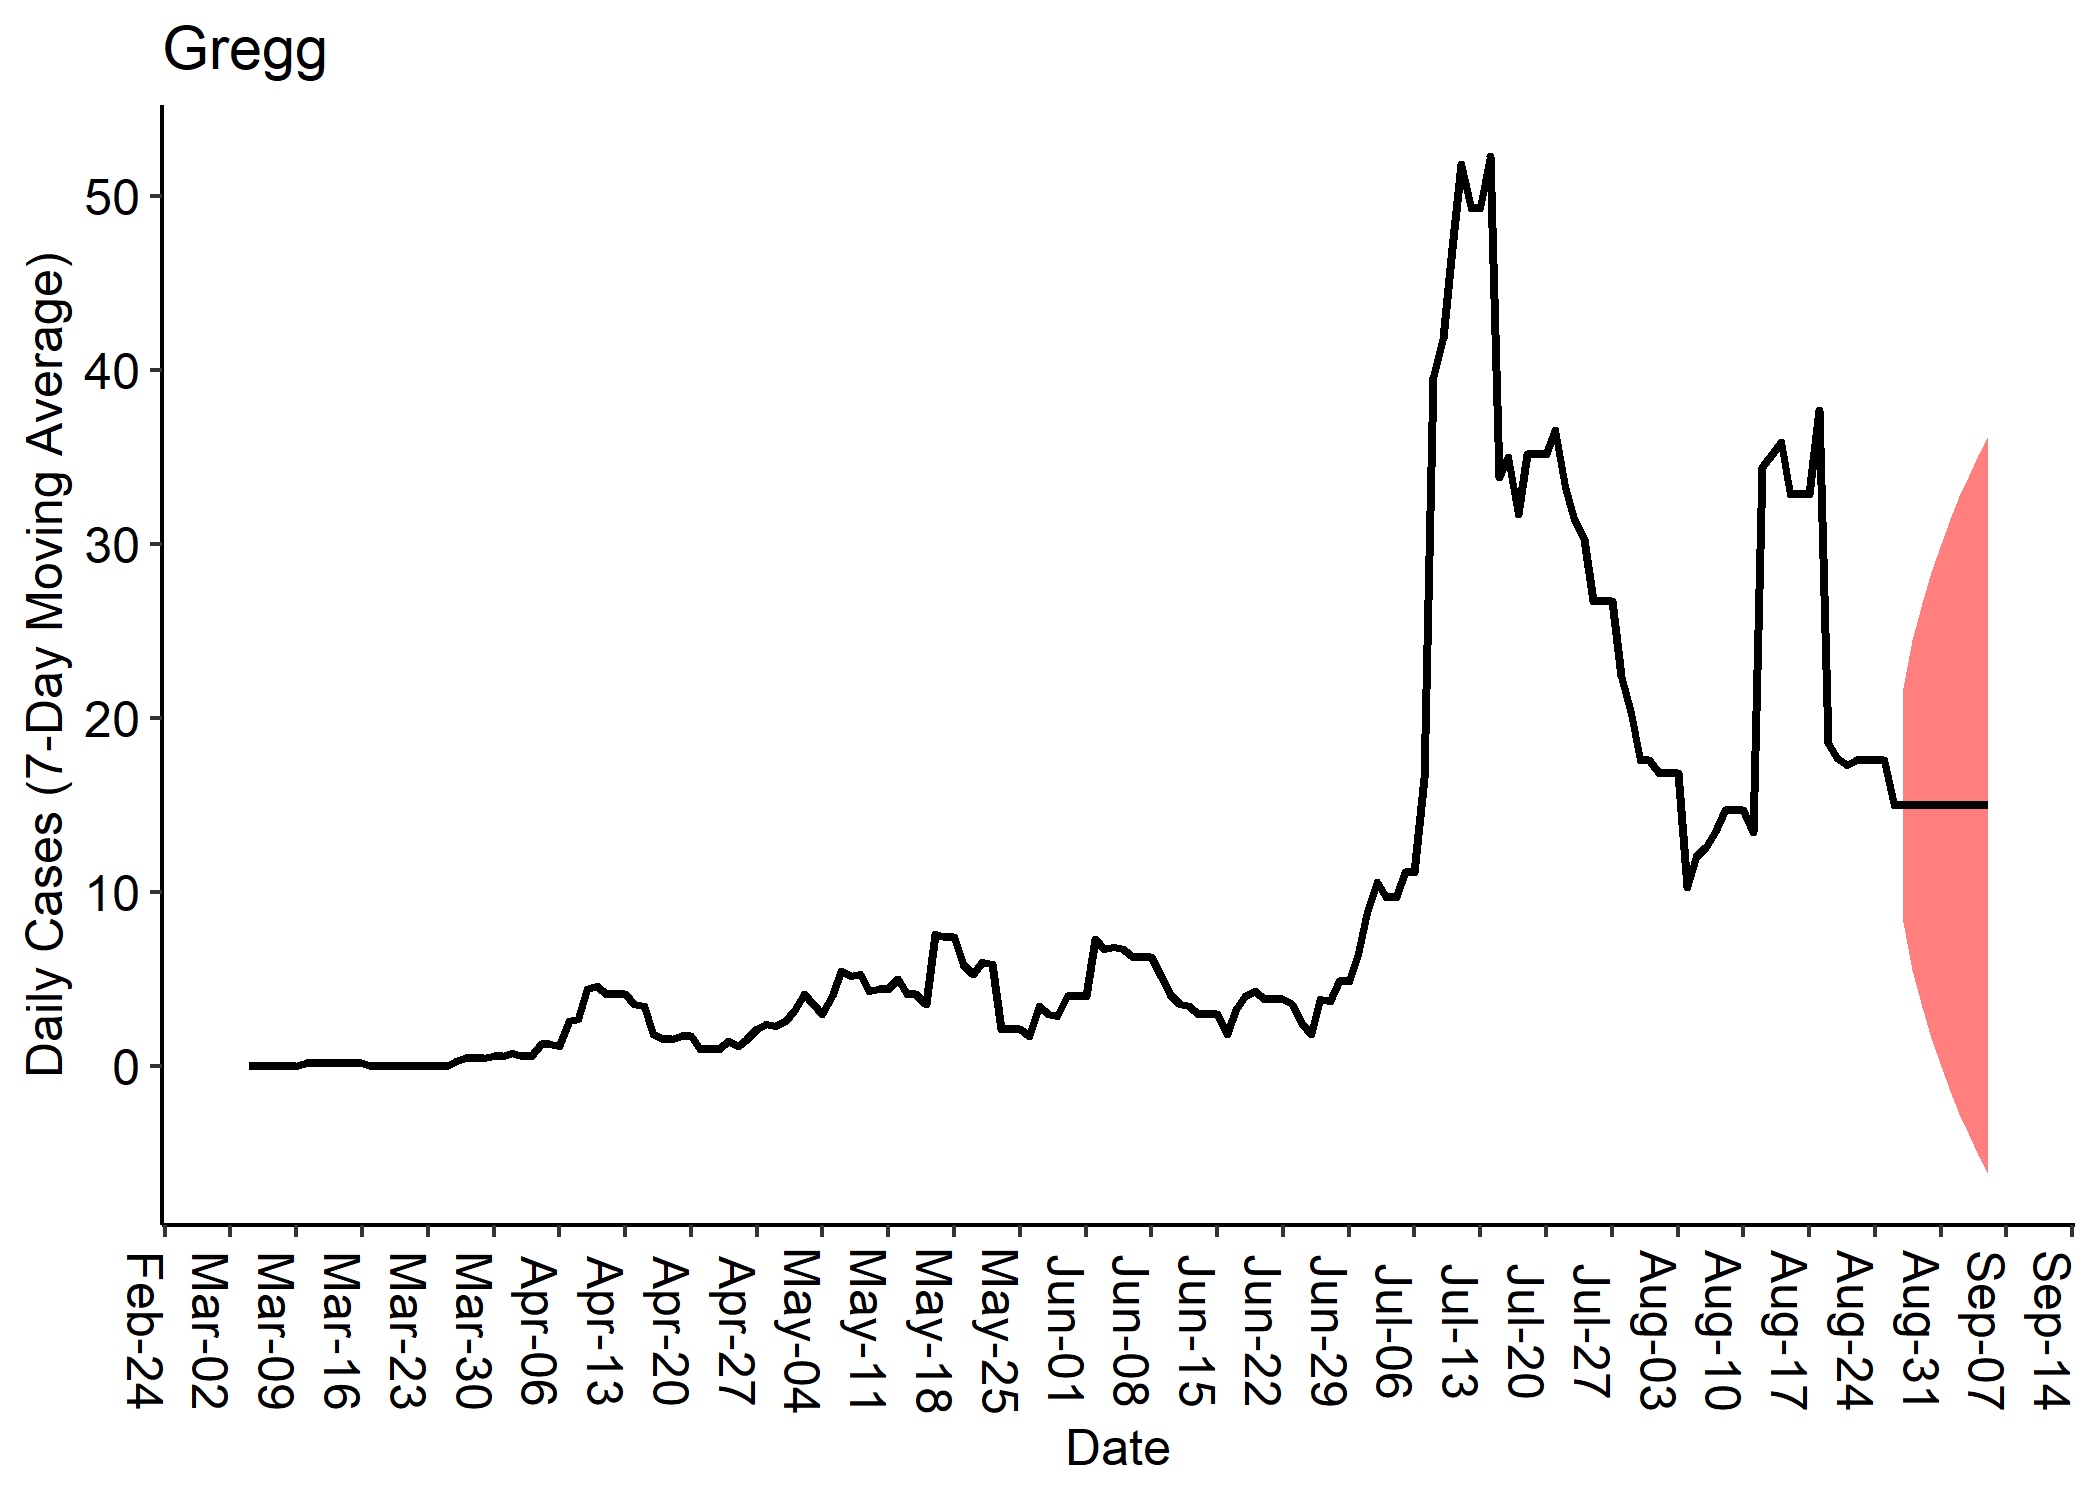 Gregg
Daily Cases (7-Day Moving Average)
50
40
30
20
10
0
Feb-24
Mar-02
Mar-09
Mar-16
Mar-23
Mar-30
Apr-06
Apr-13
Apr-20
Apr-27
May-04
May-11
May-18
May-25
Jun-01
Jun-08
Jun-15
Jun-22
Jun-29
Jul-06
Jul-13
Jul-20
Jul-27
Aug-03
Aug-10
Aug-17
Aug-24
Aug-31
Sep-07
Sep-14
Date